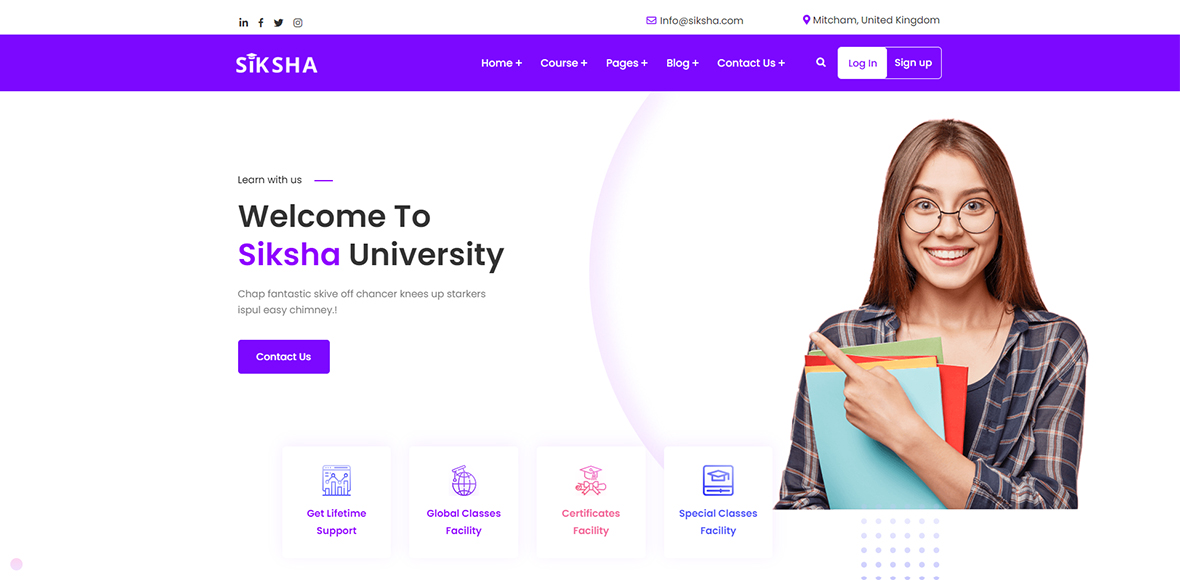 Info@siksha.com
Mitcham, United Kingdom
SiKSHA
Home +
Course +
Pages +
Blog +
Contact Us +
Log In
Sign up
Learn with us
Welcome To
Siksha University
Chap fantastic skive off chancer knees up starkers
ispul easy chimney.!
Contact Us
Get Lifetime
Support
Global Classes
Facility
Certificates
Facility
Special Classes
Facility